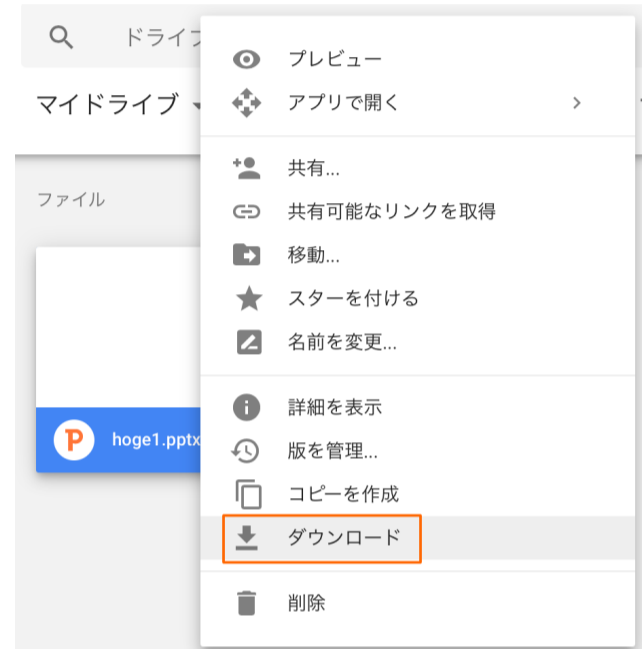 ドライブ
マイドライブ
ファイル
hoge1.pptx
プレビュー
アプリで開く
共有...
共有可能なリンクを取得
移動...
スターを付ける
名前を変更...
詳細を表示
版を管理...
コピーを作成
ダウンロード
削除